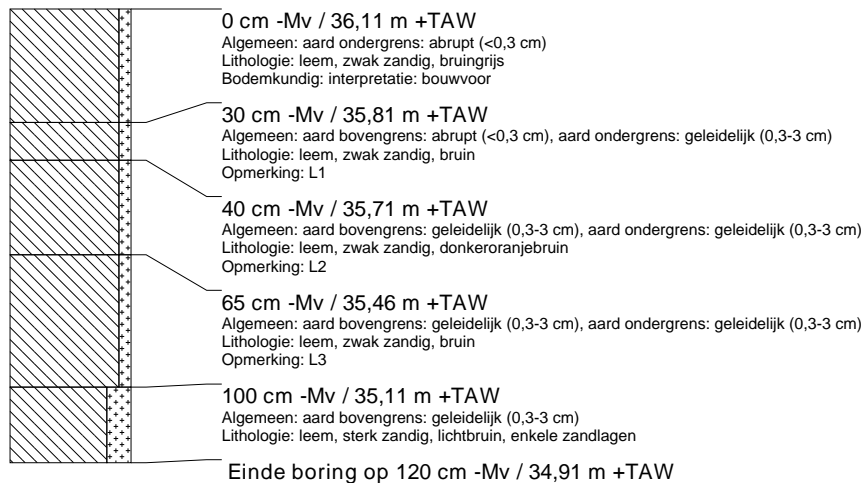 0 cm -Mv / 36,11 m +TAW
Algemeen: aard ondergrens: abrupt (<0,3 cm)
Lithologie: leem, zwak zandig, bruingrijs
Bodemkundig: interpretatie: bouwvoor
30 cm -Mv / 35,81 m +TAW
Algemeen: aard bovengrens: abrupt (<0,3 cm), aard ondergrens: geleidelijk (0,3-3 cm)
Lithologie: leem, zwak zandig, bruin
Opmerking: L1
40 cm -Mv / 35,71 m +TAW
Algemeen: aard bovengrens: geleidelijk (0,3-3 cm), aard ondergrens: geleidelijk (0,3-3 cm)
Lithologie: leem, zwak zandig, donkeroranjebruin
Opmerking: L2
65 cm -Mv / 35,46 m +TAW
Algemeen: aard bovengrens: geleidelijk (0,3-3 cm), aard ondergrens: geleidelijk (0,3-3 cm)
Lithologie: leem, zwak zandig, bruin
Opmerking: L3
100 cm -Mv / 35,11 m +TAW
Algemeen: aard bovengrens: geleidelijk (0,3-3 cm)
Lithologie: leem, sterk zandig, lichtbruin, enkele zandlagen
Einde boring op 120 cm -Mv / 34,91 m +TAW